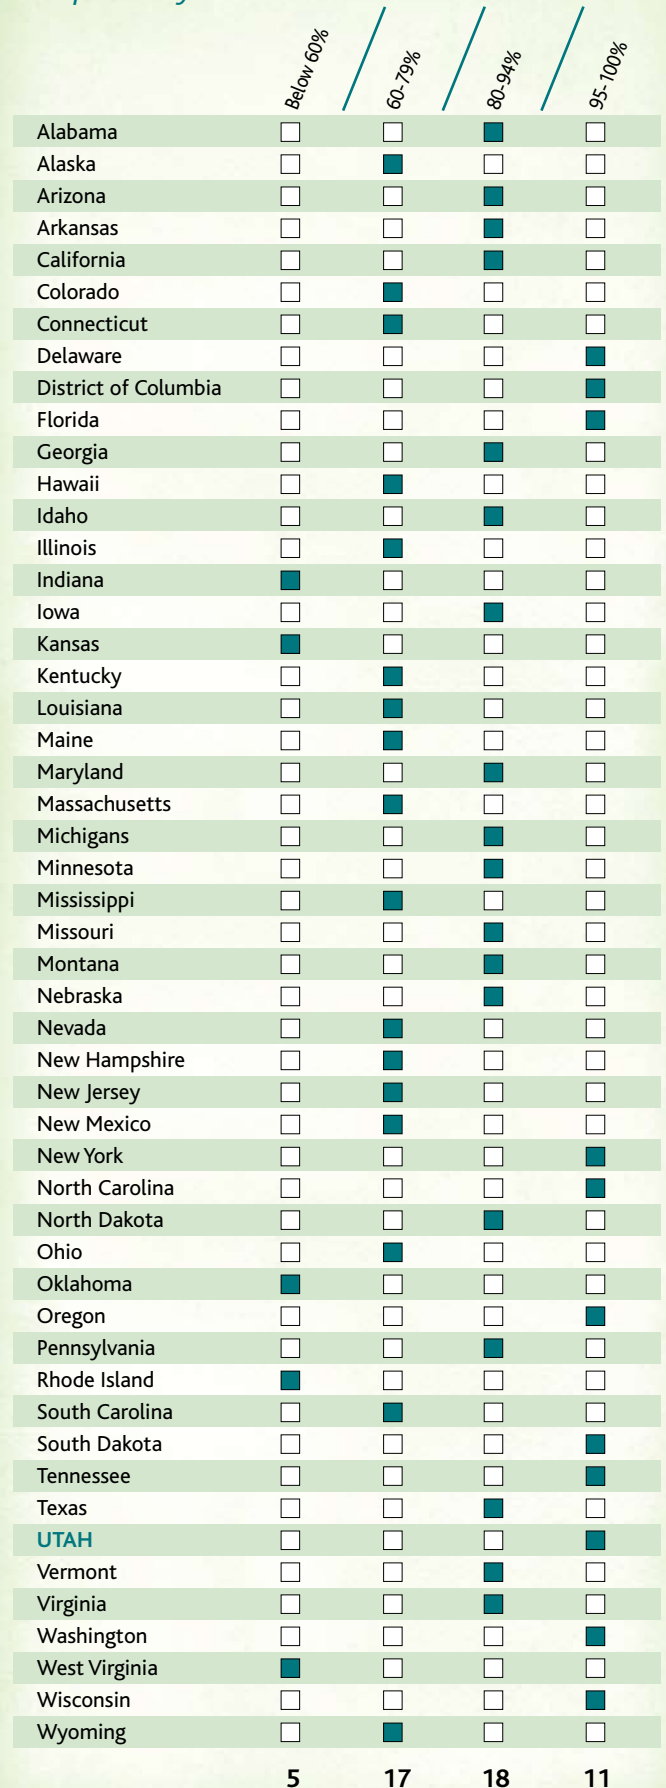 Below 60%
60-79%
80-94%
95-100%
Alabama
Alaska
Arizona
Arkansas
California
Colorado
Connecticut
Delaware
District of Columbia
Florida
Georgia
Hawaii
Idaho
Illinois
Indiana
Iowa
Kansas
Kentucky
Louisiana
Maine
Maryland
Massachusetts
Michigans
Minnesota
Mississippi
Missouri
Montana
Nebraska
Nevada
New Hampshire
New Jersey
New Mexico
New York
North Carolina
North Dakota
Ohio
Oklahoma
Oregon
Pennsylvania
Rhode Island
South Carolina
South Dakota
Tennessee
Texas
UTAH
Vermont
Virginia
Washington
West Virginia
Wisconsin
Wyoming
5 17 18 11